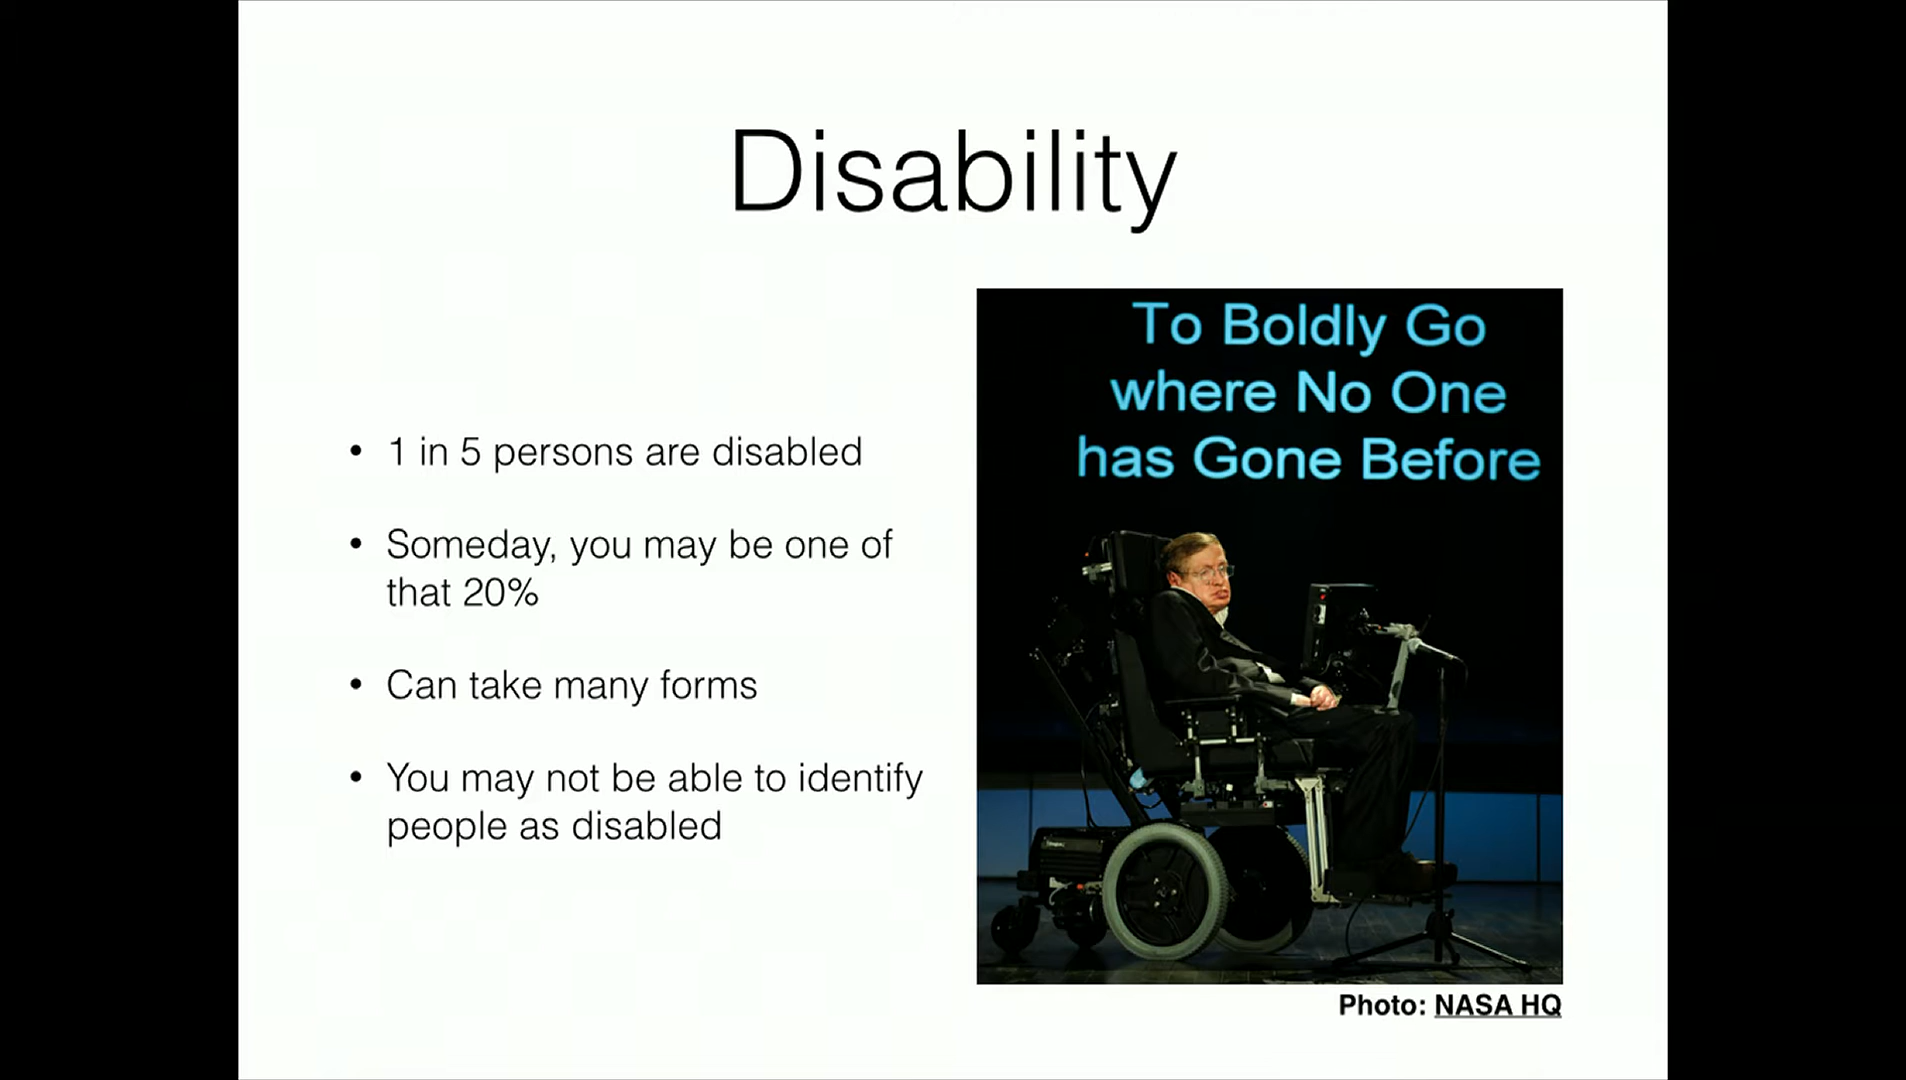 Disability
• 1 in 5 persons are disabled
• Someday, you may be one of
that 20%
• Can take many forms
• You may not be able to identify
people as disabled
To Boldly Go
where No One
has Gone Before
Photo: NASA HQ